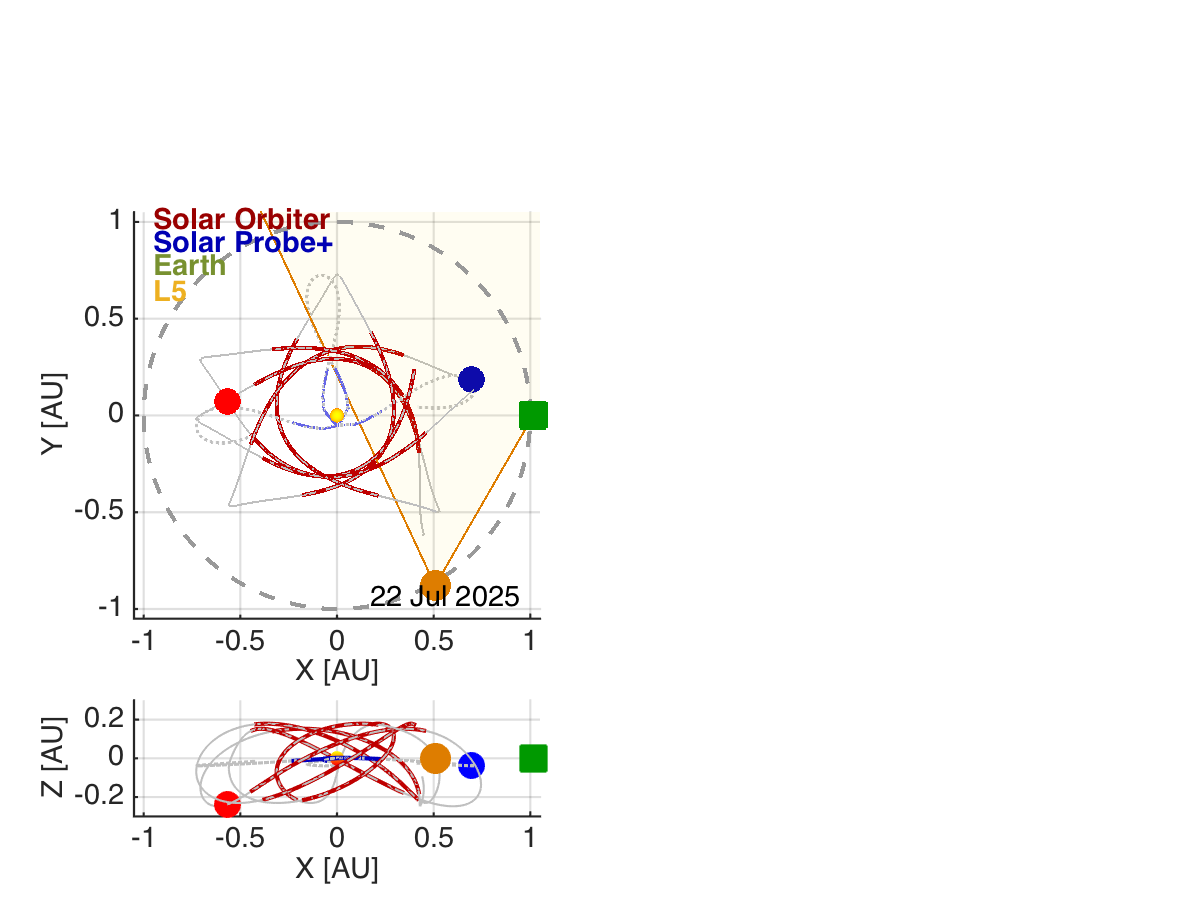 1
Solar Orbiter
Solar Probe+
Earth
L5
0.5
0
-0.5
-1
Y [AU]
22 Jul 2025
-1 -0.5 0 0.5 1
X [AU]
0.2
0
-0.2
Z [AU]
-1 -0.5 0 0.5 1
X [AU]